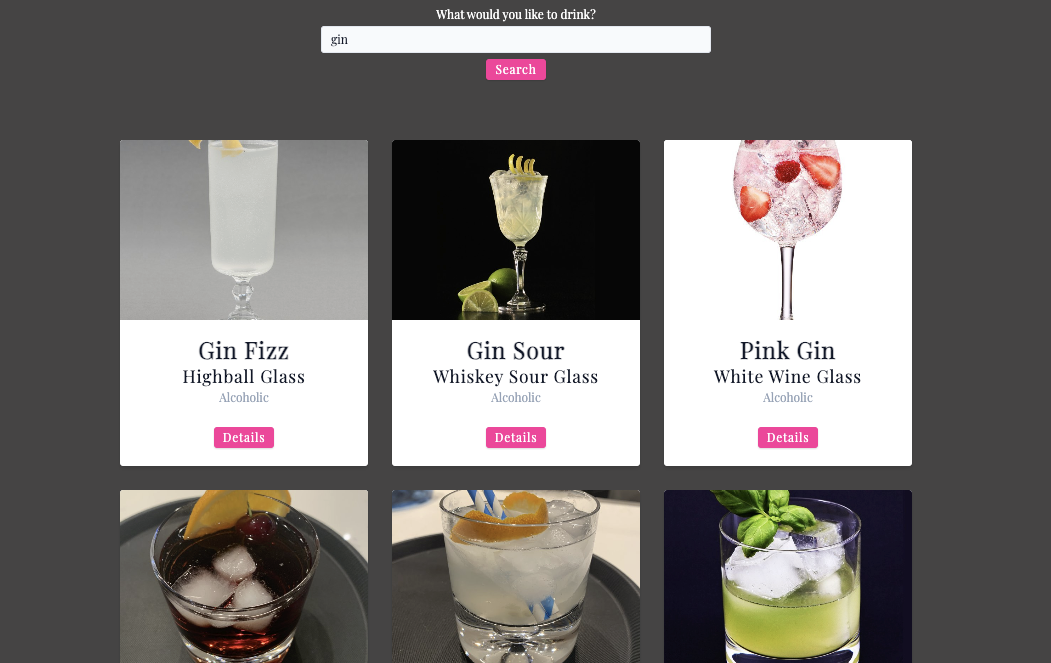 What would you like to drink?
gin
Search
Gin Fizz
Highball Glass
Alcoholic
Details
Gin Sour
Whiskey Sour Glass
Alcoholic
Details
Pink Gin
White Wine Glass
Alcoholic
Details